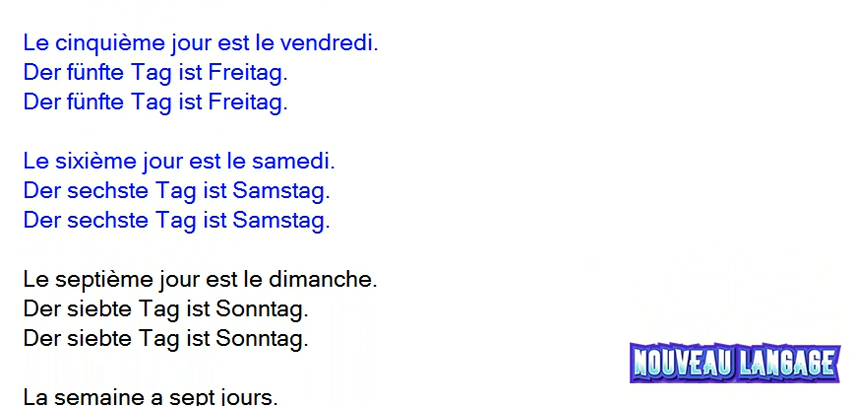 Le cinquième jour est le vendredi.
Der fünfte Tag ist Freitag.
Der fünfte Tag ist Freitag.
Le sixième jour est le samedi.
Der sechste Tag ist Samstag.
Der sechste Tag ist Samstag.
Le septième jour est le dimanche.
Der siebte Tag ist Sonntag.
Der siebte Tag ist Sonntag.
La semaine a sept jours.
NOUVEAU LANGAGE